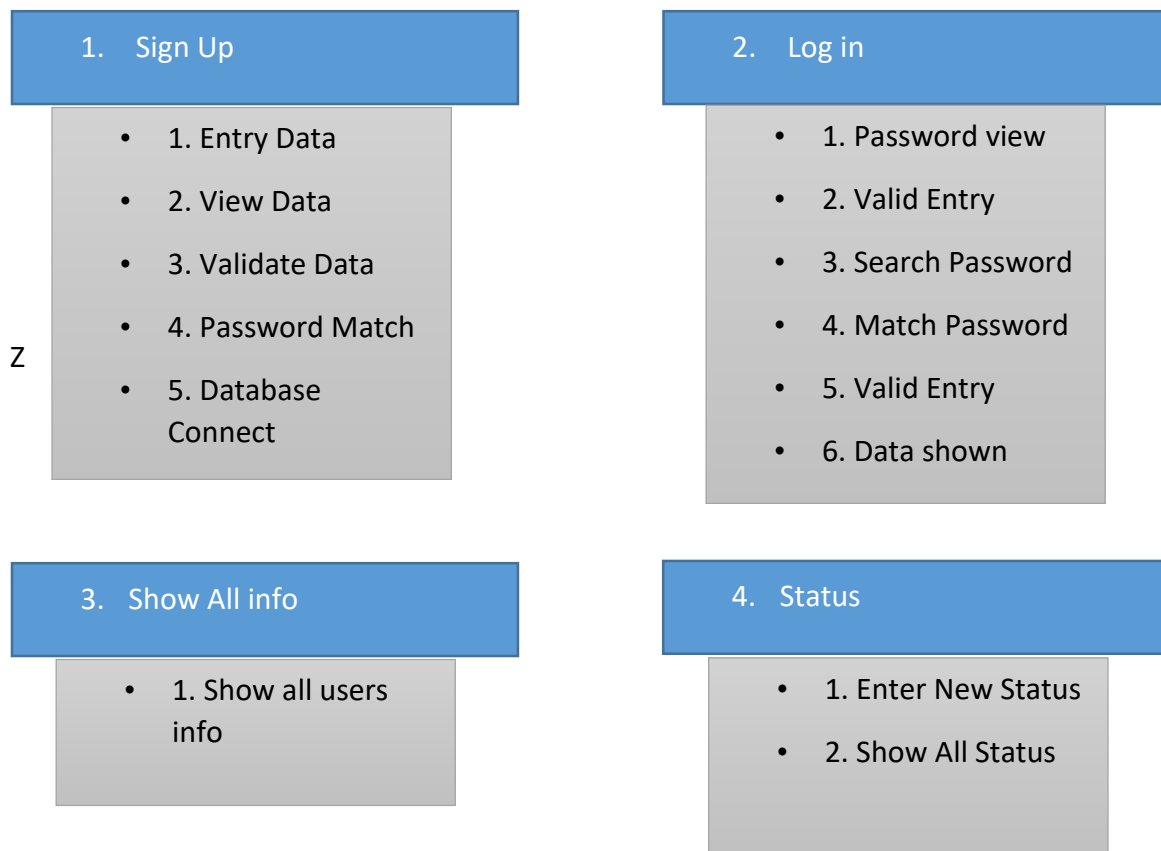 1. Sign Up
• 1. Entry Data
• 2. View Data
• 3. Validate Data
• 4. Password Match
• 5. Database
Connect
Z
2. Log in
• 1. Password view
• 2. Valid Entry
• 3. Search Password
• 4. Match Password
• 5. Valid Entry
• 6. Data shown
3. Show All info
• 1. Show all users
info
4. Status
• 1. Enter New Status
• 2. Show All Status